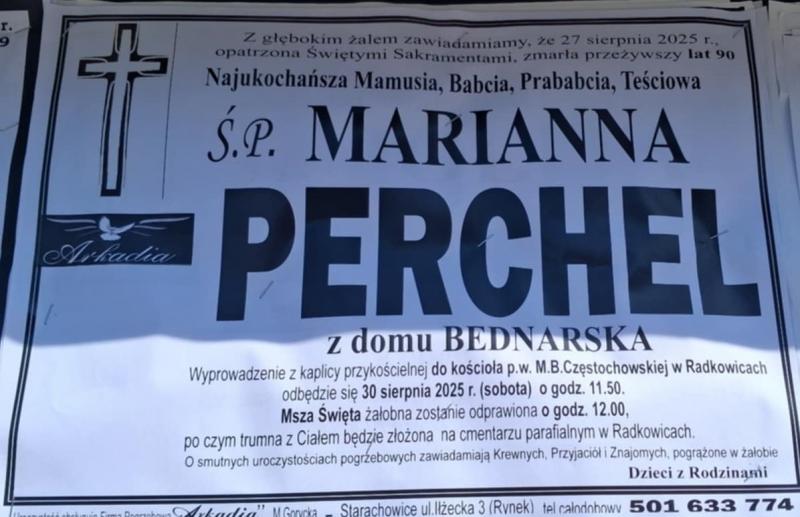 r.
9
Z głębokim żalem zawiadamiamy, że 27 sierpnia 2025 r.,
opatrzona Świętymi Sakramentami, zmarła przeżywszy lat 90
Najukochańsza Mamusia, Babcia, Prababcia, Teściowa
Ś.P. MARIANNA
PERCHEL
Arkadia
z domu BEDNARSKA
Wyprowadzenie z kaplicy przykościelnej do kościoła p.w. M.B.Częstochowskiej w Radkowicach
odbędzie się 30 sierpnia 2025 r. (sobota) o godz. 11.50.
Msza Święta żałobna zostanie odprawiona o godz. 12.00,
po czym trumna z Ciałem będzie złożona na cmentarzu parafialnym w Radkowicach.
O smutnych uroczystościach pogrzebowych zawiadamiają Krewnych, Przyjaciół i Znajomych, pogrążone w żałobie
Dzieci z Rodzinami
"Arkadia" M.Gorycka - Starachowice ul.Iłżecka 3 (Rynek) tel.całodobowy 501 633 774